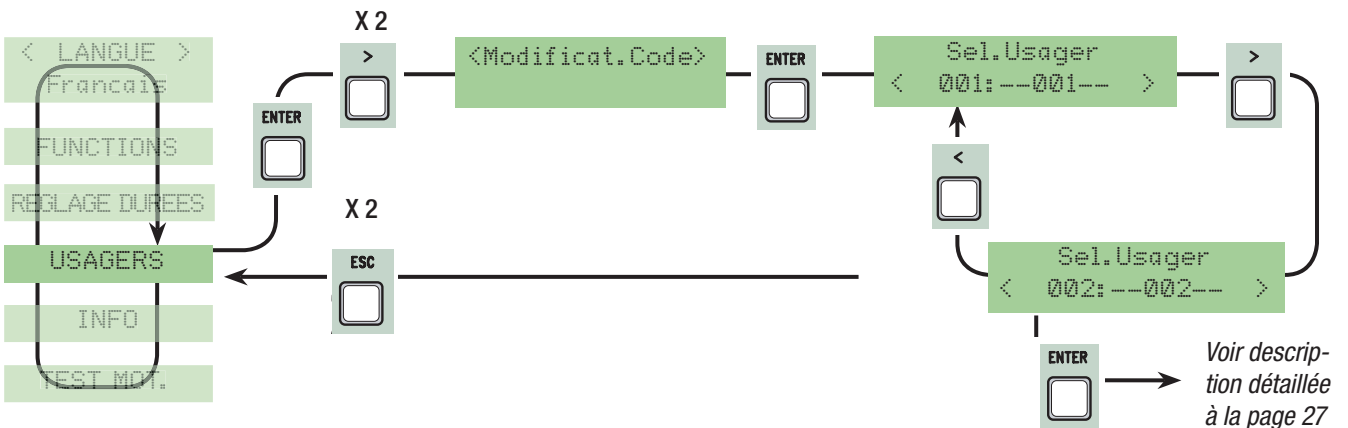 < LANGUE >
Francais
FUNCTIONS
REGLAGE DUREES
USAGERS
INFO
TEST MOT.
ENTER
X 2
>
<Modificat.Code>
ENTER
Sel.Usager
< 001:--001-- >
>
<
Sel.Usager
< 002:--002-- >
X 2
ESC
ENTER
Voir descrip-
tion détaillée
à la page 27